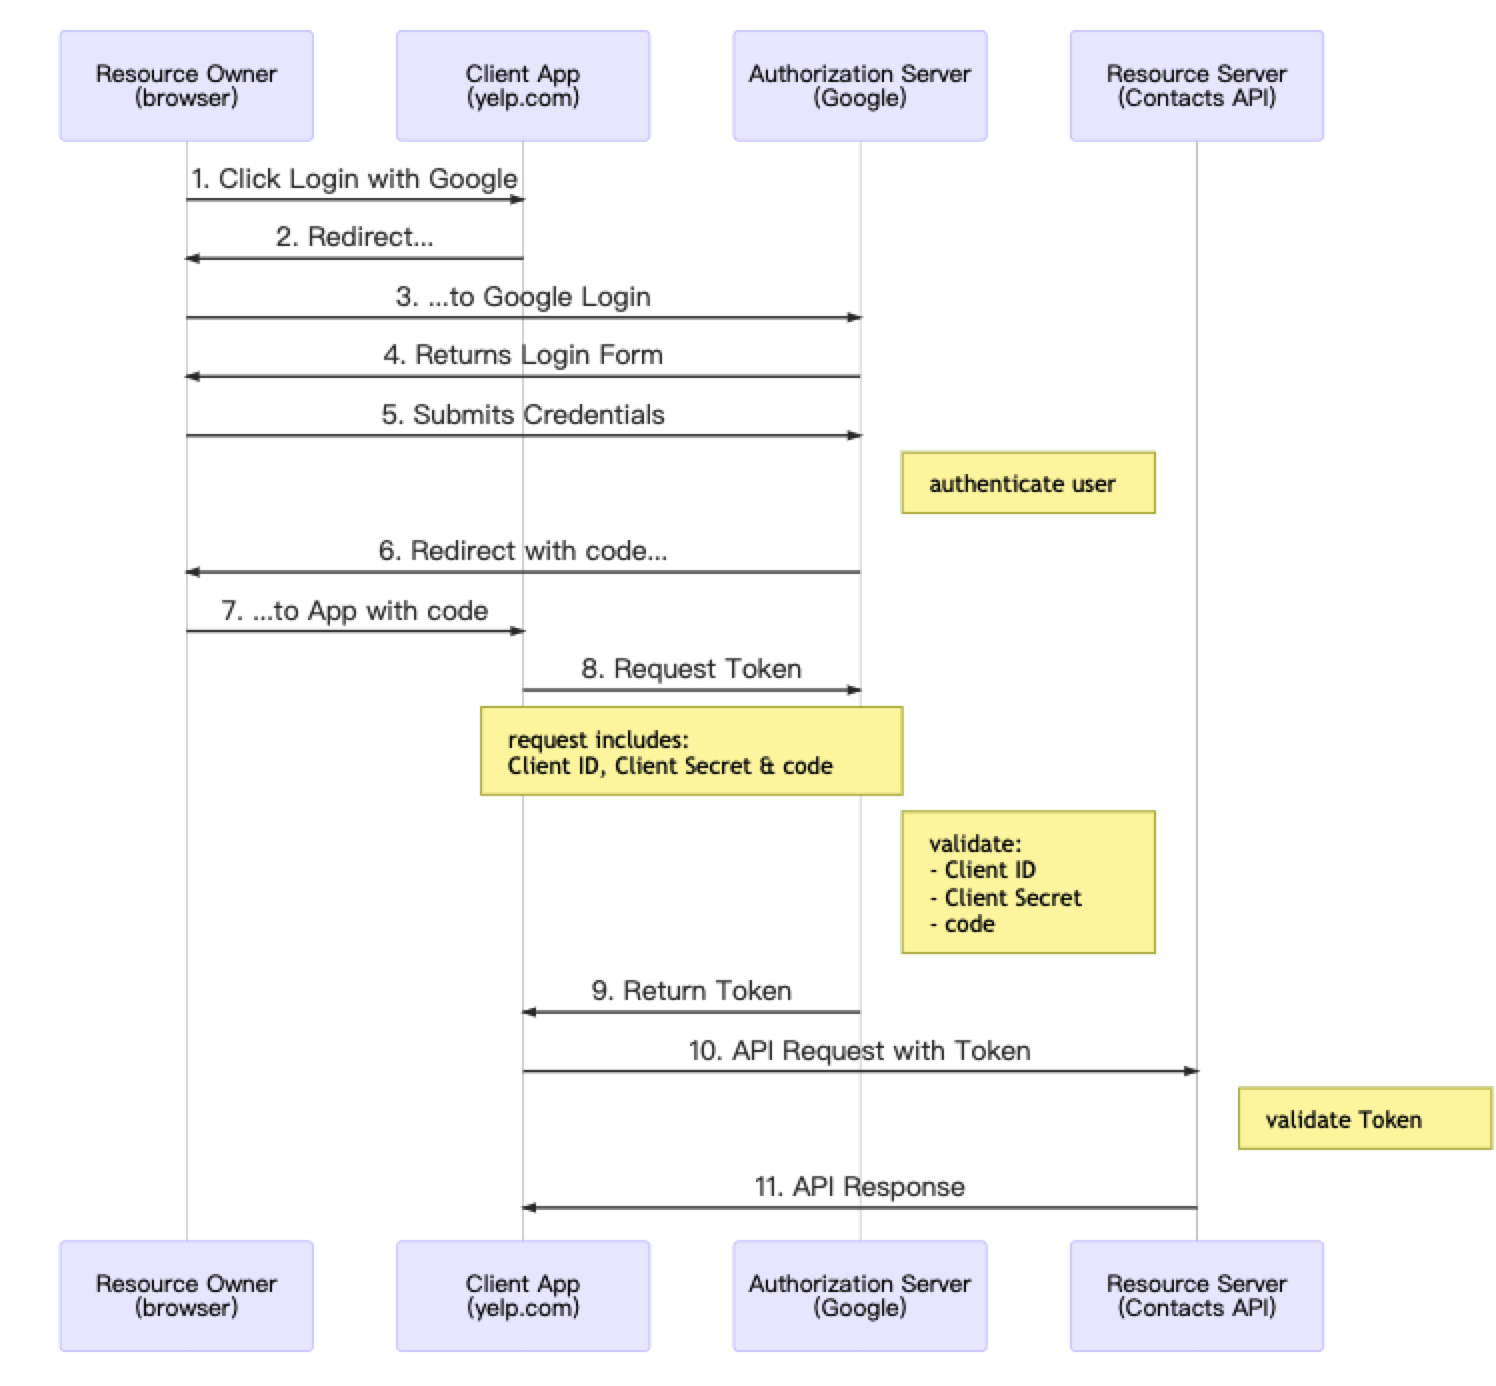 Resource Owner
(browser)
Client App
(yelp.com)
Authorization Server
(Google)
Resource Server
(Contacts API)
1. Click Login with Google
2. Redirect...
3. ...to Google Login
4. Returns Login Form
5. Submits Credentials
authenticate user
6. Redirect with code...
7. ...to App with code
8. Request Token
request includes:
Client ID, Client Secret & code
validate:
- Client ID
- Client Secret
- code
9. Return Token
10. API Request with Token
validate Token
11. API Response
Resource Owner
(browser)
Client App
(yelp.com)
Authorization Server
(Google)
Resource Server
(Contacts API)